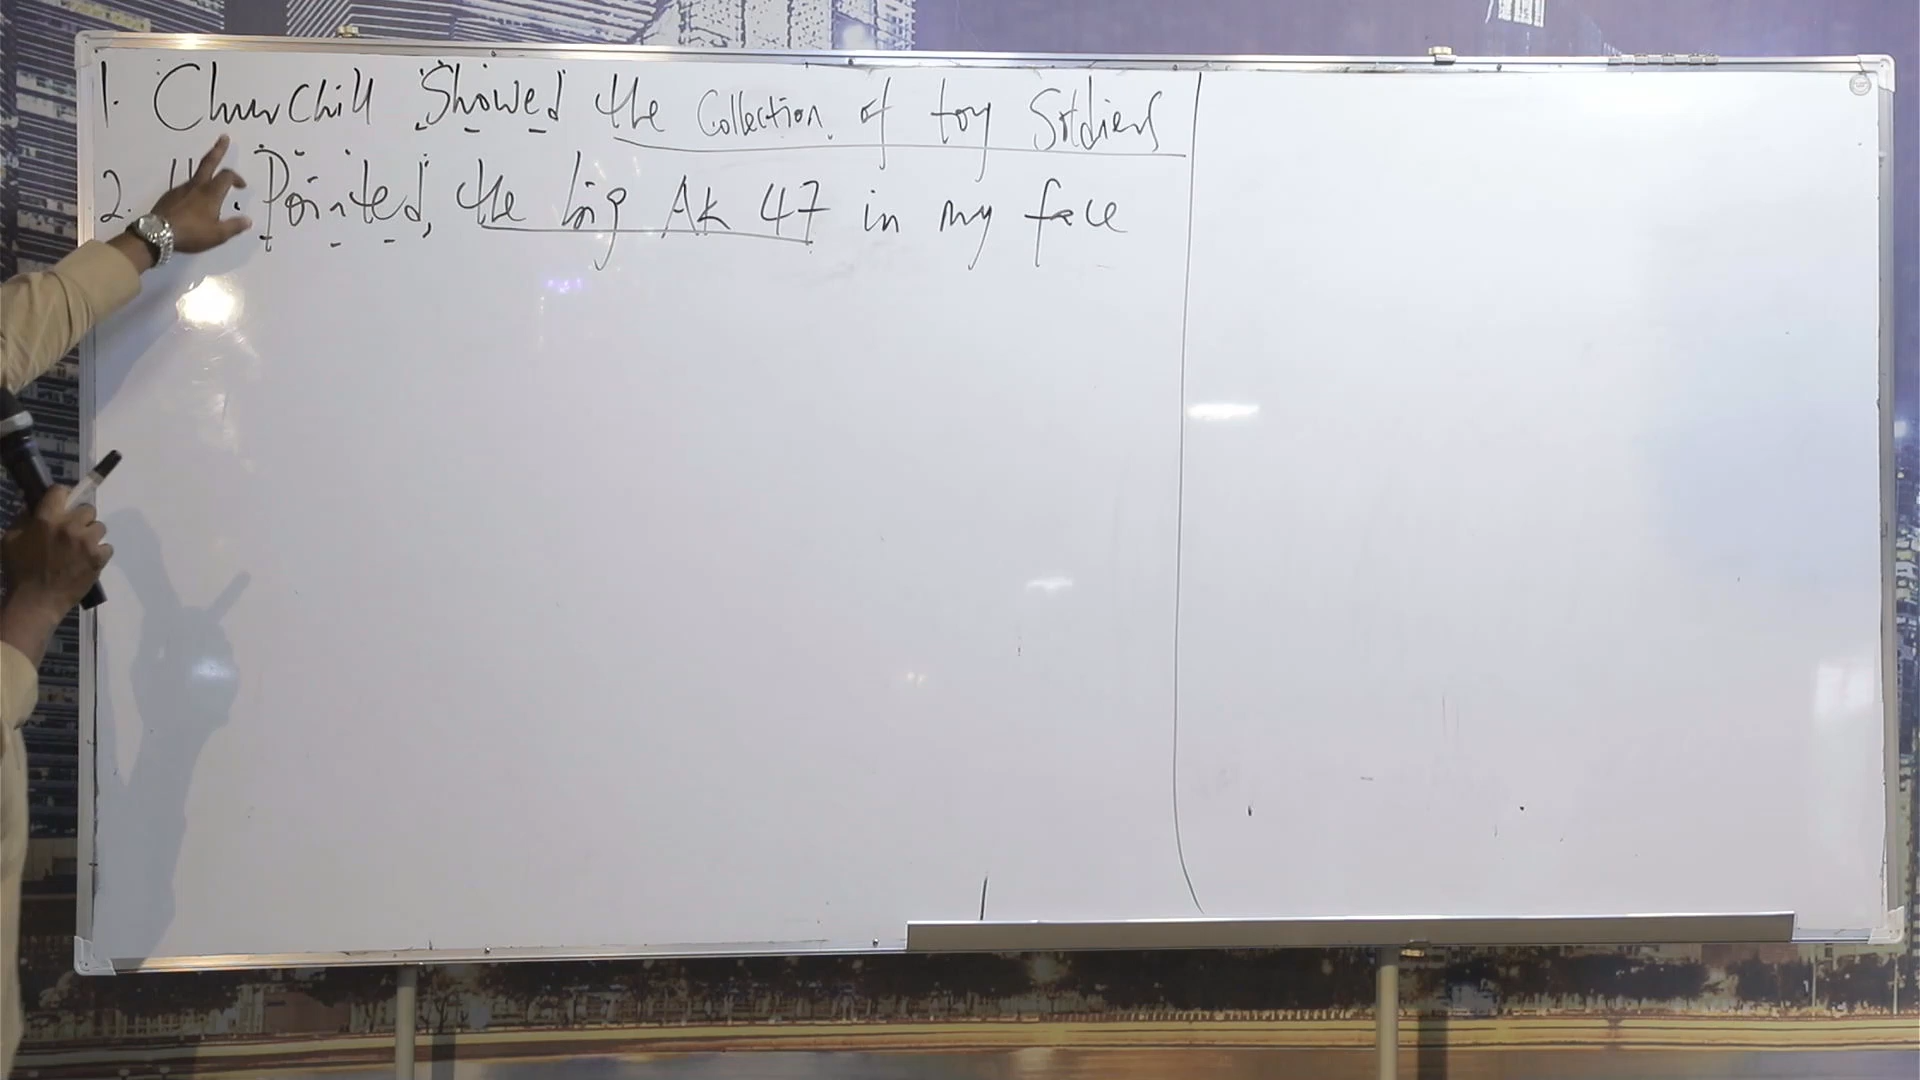 1. Churchill showed the Collection of toy Soldiers
2. Pointed, the big AK 47 in my face